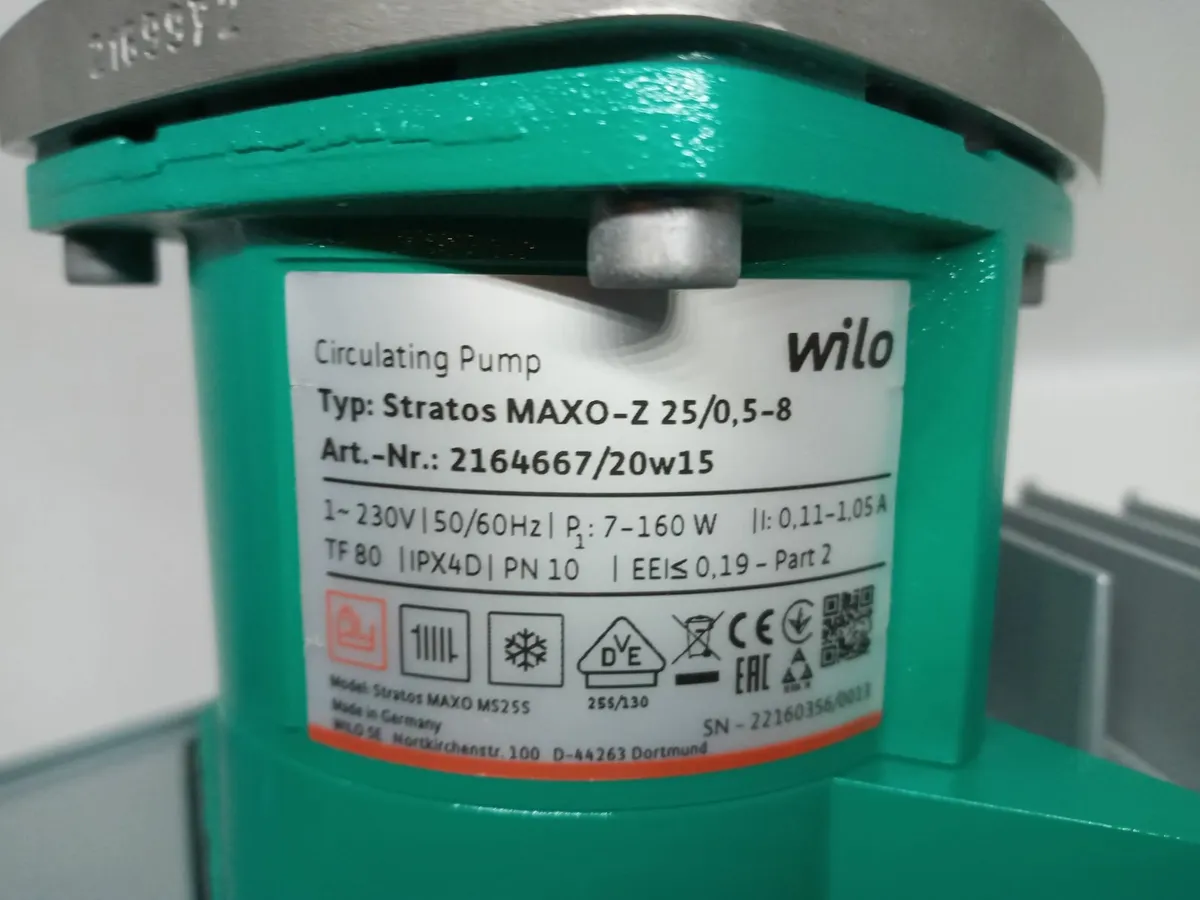 wilo
Circulating Pump
Typ: Stratos MAXO-Z 25/0,5-8
Art.-Nr.: 2164667/20w15
1~ 230V | 50/60Hz | P₁: 7-160 W | I: 0,11-1,05 A
TF 80 | IPX4D | PN 10 | EEI≤ 0,19 - Part 2
DVE
CE
EAC
255/130
Model: Stratos MAXO MS25S
SN - 22160356/0013
Made in Germany
WILO SE Nortkirchenstr. 100 D-44263 Dortmund